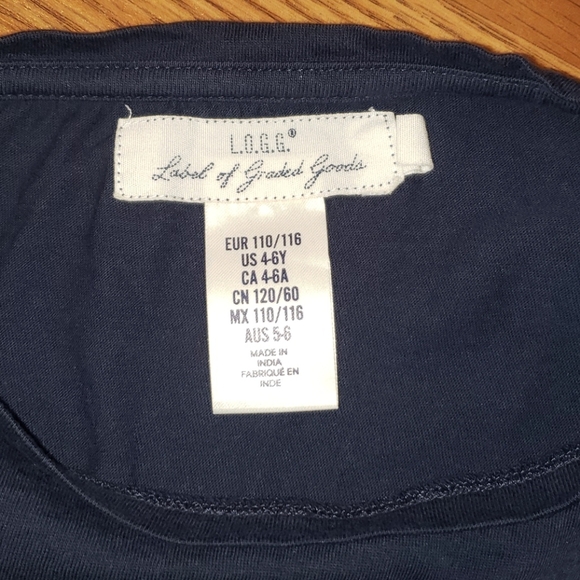 L.O.G.G.®
Label of Graded Goods
EUR 110/116
US 4-6Y
CA 4-6A
CN 120/60
MX 110/116
AUS 5-6
MADE IN
INDIA
FABRIQUÉ EN
INDE